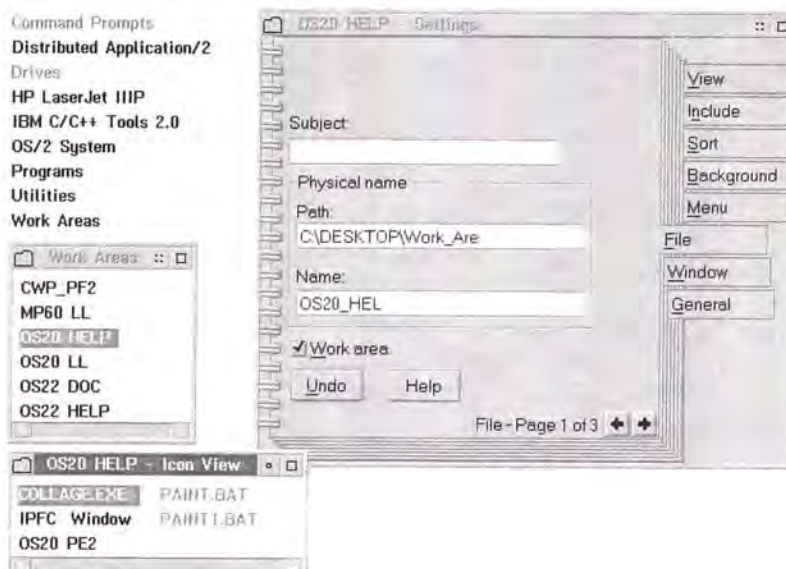 Command Prompts
Distributed Application/2
Drives
HP LaserJet IIIP
IBM C/C++ Tools 2.0
OS/2 System
Programs
Utilities
Work Areas
Work Areas
CWP_PF2
MP60 LL
OS20 HELP
OS20 LL
OS22 DOC
OS22 HELP
OS20 HELP - Icon View
COLLAGE.EXE PAINT.BAT
IPFC Window PAINT1.BAT
OS20 PE2
OS20 HELP - Settings
Subject:
Physical name
Path:
C:\DESKTOP\Work_Are
Name:
OS20_HEL
Work area
Undo Help
File - Page 1 of 3
View
Include
Sort
Background
Menu
File
Window
General